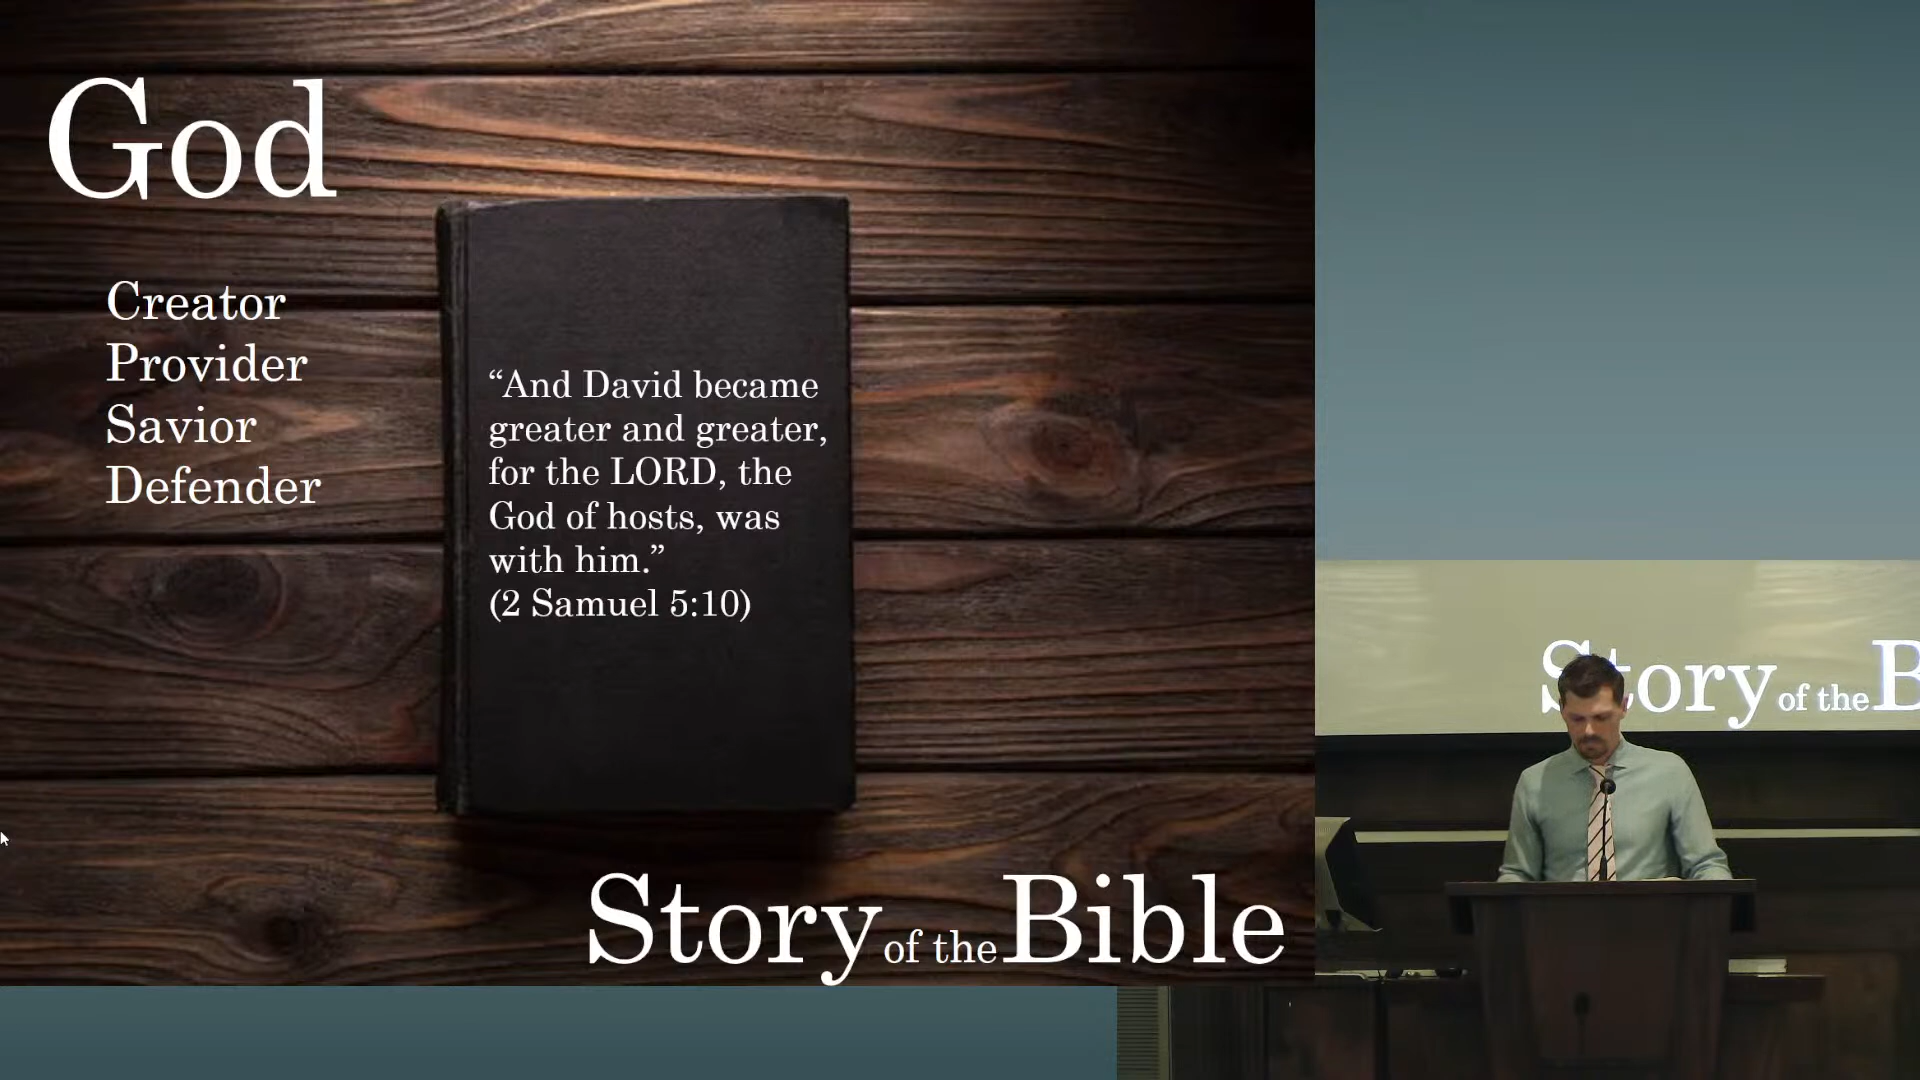 God
Creator
Provider
Savior
Defender
“And David became
greater and greater,
for the LORD, the
God of hosts, was
with him.”
(2 Samuel 5:10)
Story of the Bible
Story of the B